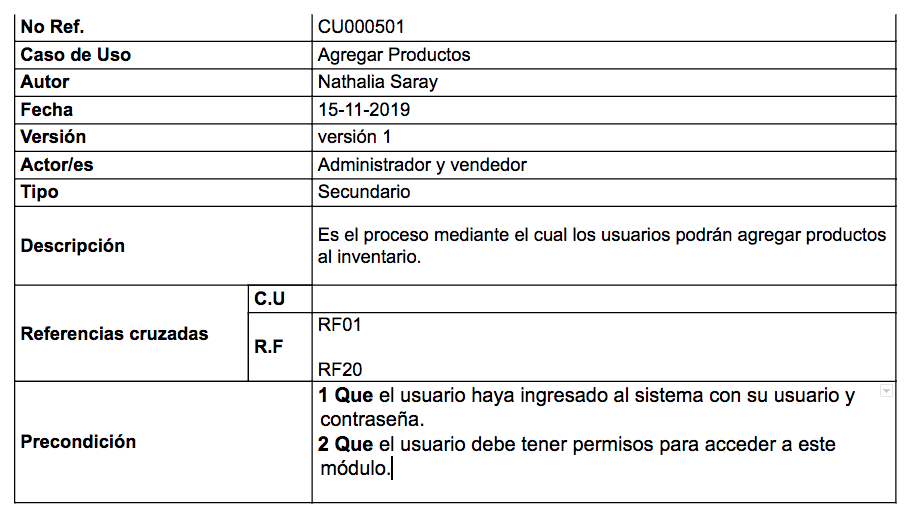 No Ref. CU000501
Caso de Uso Agregar Productos
Autor Nathalia Saray
Fecha 15-11-2019
Versión versión 1
Actor/es Administrador y vendedor
Tipo Secundario
Descripción
Es el proceso mediante el cual los usuarios podrán agregar productos
al inventario.
Referencias cruzadas
C.U
R.F
RF01
RF20
Precondición
1 Que el usuario haya ingresado al sistema con su usuario y
contraseña.
2 Que el usuario debe tener permisos para acceder a este
módulo.